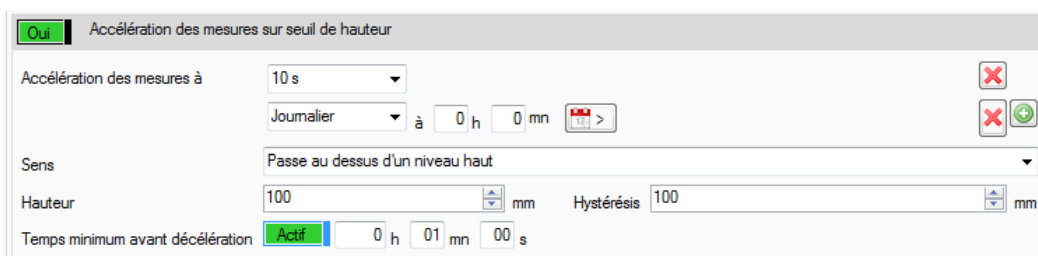 Oui Accélération des mesures sur seuil de hauteur
Accélération des mesures à 10 s
Journalier à 0 h 0 mn >
Sens Passe au dessus d'un niveau haut
Hauteur 100 mm Hystérésis 100 mm
Temps minimum avant décélération Actif 0 h 01 mn 00 s